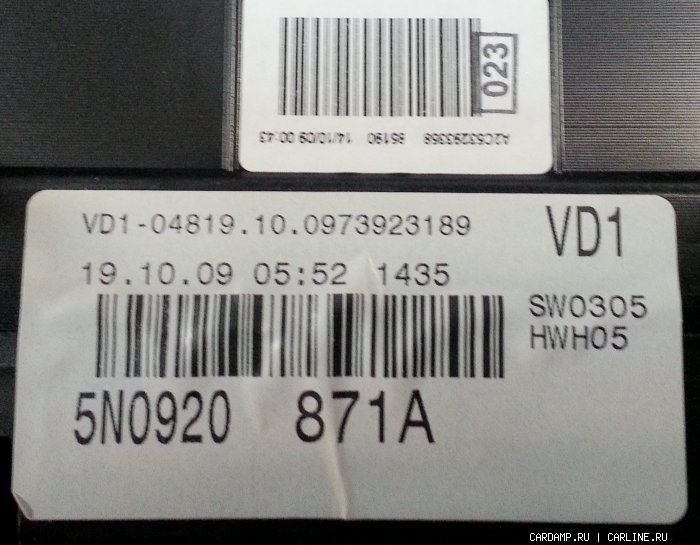 023
A2C53293358 85190 14/10/09 00:43
VD1-04819.10.0973923189
VD1
19.10.09 05:52 1435
SW0305
HWH05
5N0920 871A
CARDAMP.RU | CARLINE.RU